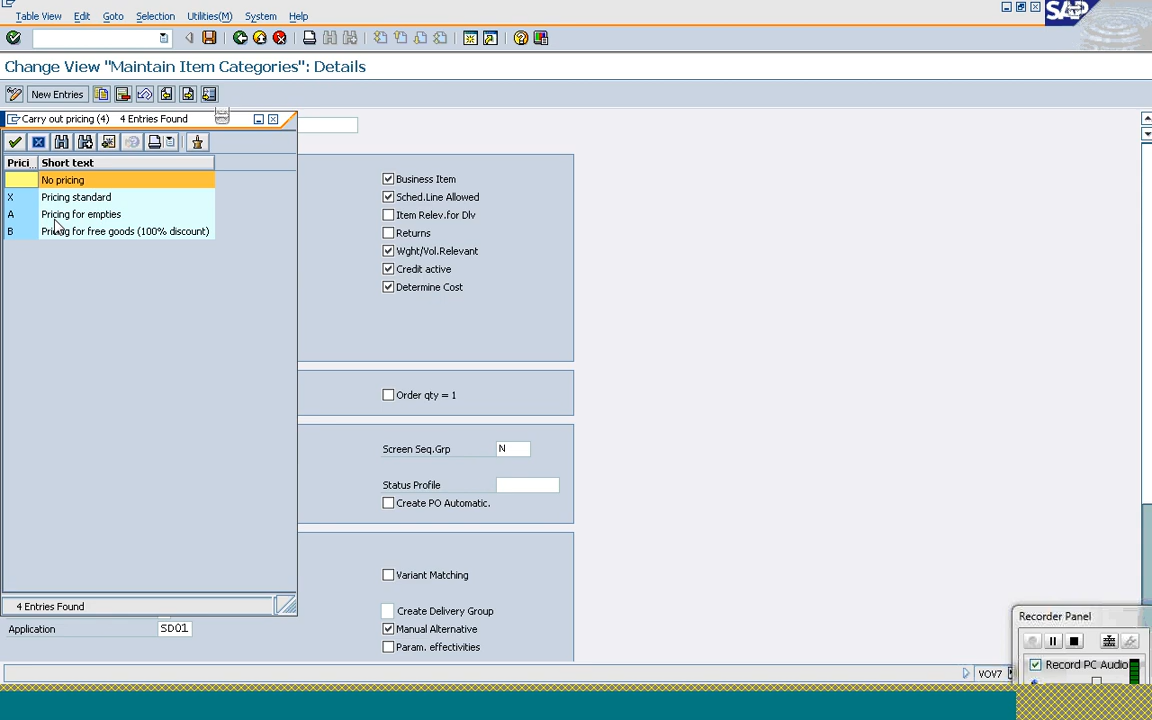 Table View Edit Goto Selection Utilities(M) System Help
SAP
Change View "Maintain Item Categories": Details
New Entries
Carry out pricing (4) 4 Entries Found
Prici... Short text
No pricing
X Pricing standard
A Pricing for empties
B Pricing for free goods (100% discount)
4 Entries Found
Business Item
Sched.Line Allowed
Item Relev.for Dlv
Returns
Wght/Vol.Relevant
Credit active
Determine Cost
Order qty = 1
Screen Seq.Grp N
Status Profile
Create PO Automatic.
Variant Matching
Create Delivery Group
Application SD01 Manual Alternative
Param. effectivities
Recorder Panel
Record PC Audio
VOV7